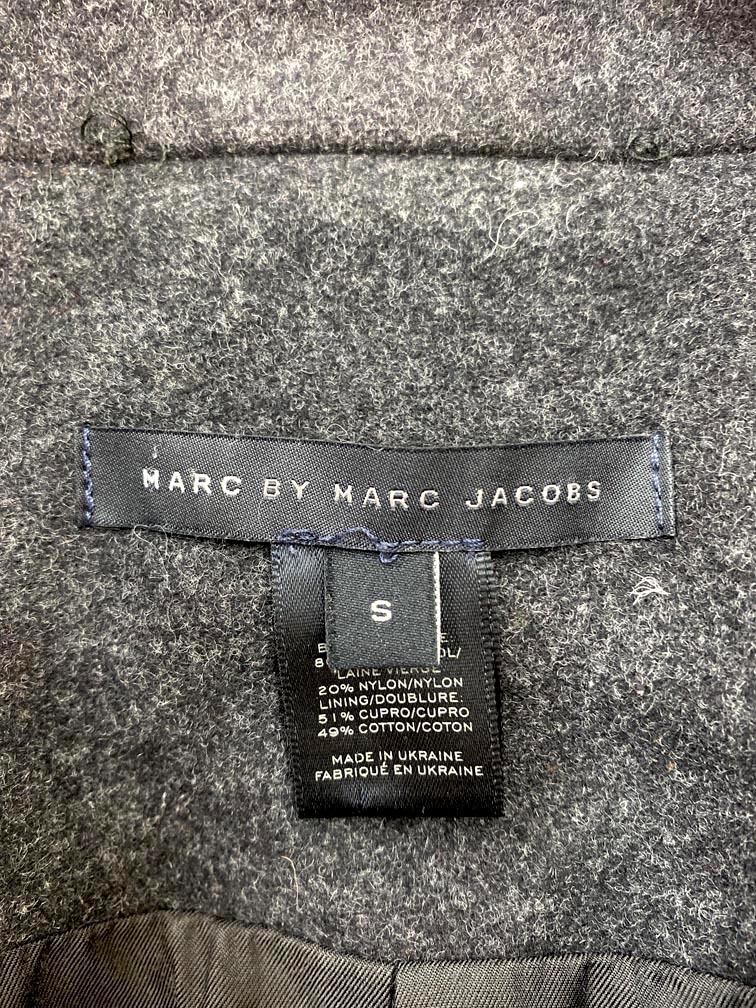 MARC BY MARC JACOBS
S
LAINE VIERGE
20% NYLON/NYLON
LINING/DOUBLURE:
51% CUPRO/CUPRO
49% COTTON/COTON
MADE IN UKRAINE
FABRIQUÉ EN UKRAINE